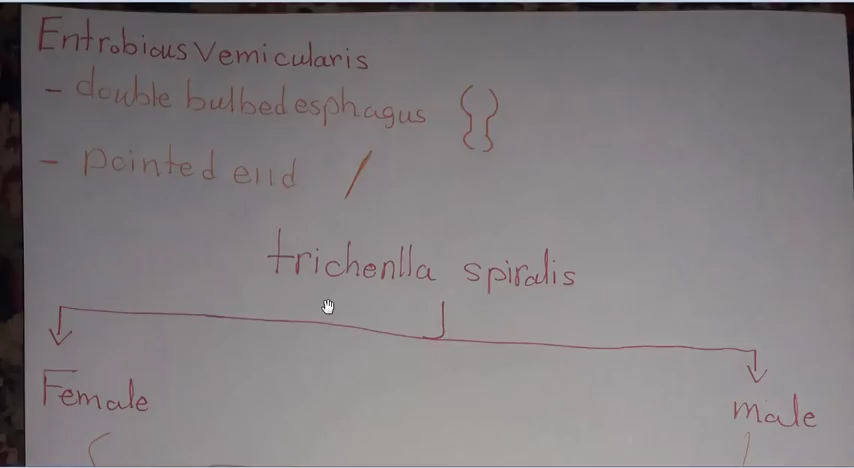 Entrobious Vemicularis
- double bulbed esphagus
- pointed end
trichenlla spiralis
Female
male